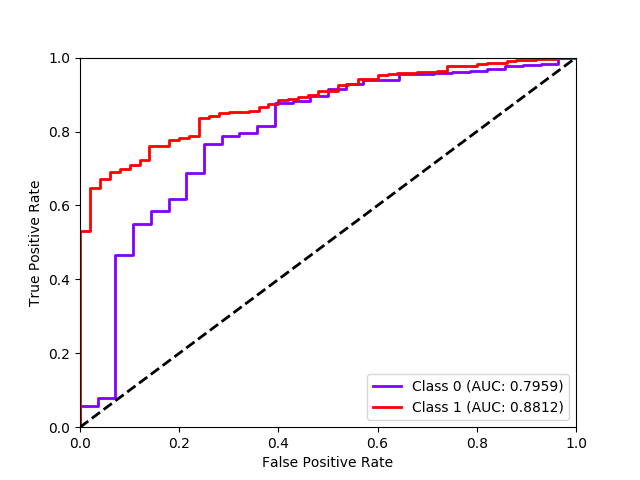 1.0
0.8
0.6
0.4
0.2
0.0
0.0 0.2 0.4 0.6 0.8 1.0
True Positive Rate
False Positive Rate
Class 0 (AUC: 0.7959)
Class 1 (AUC: 0.8812)